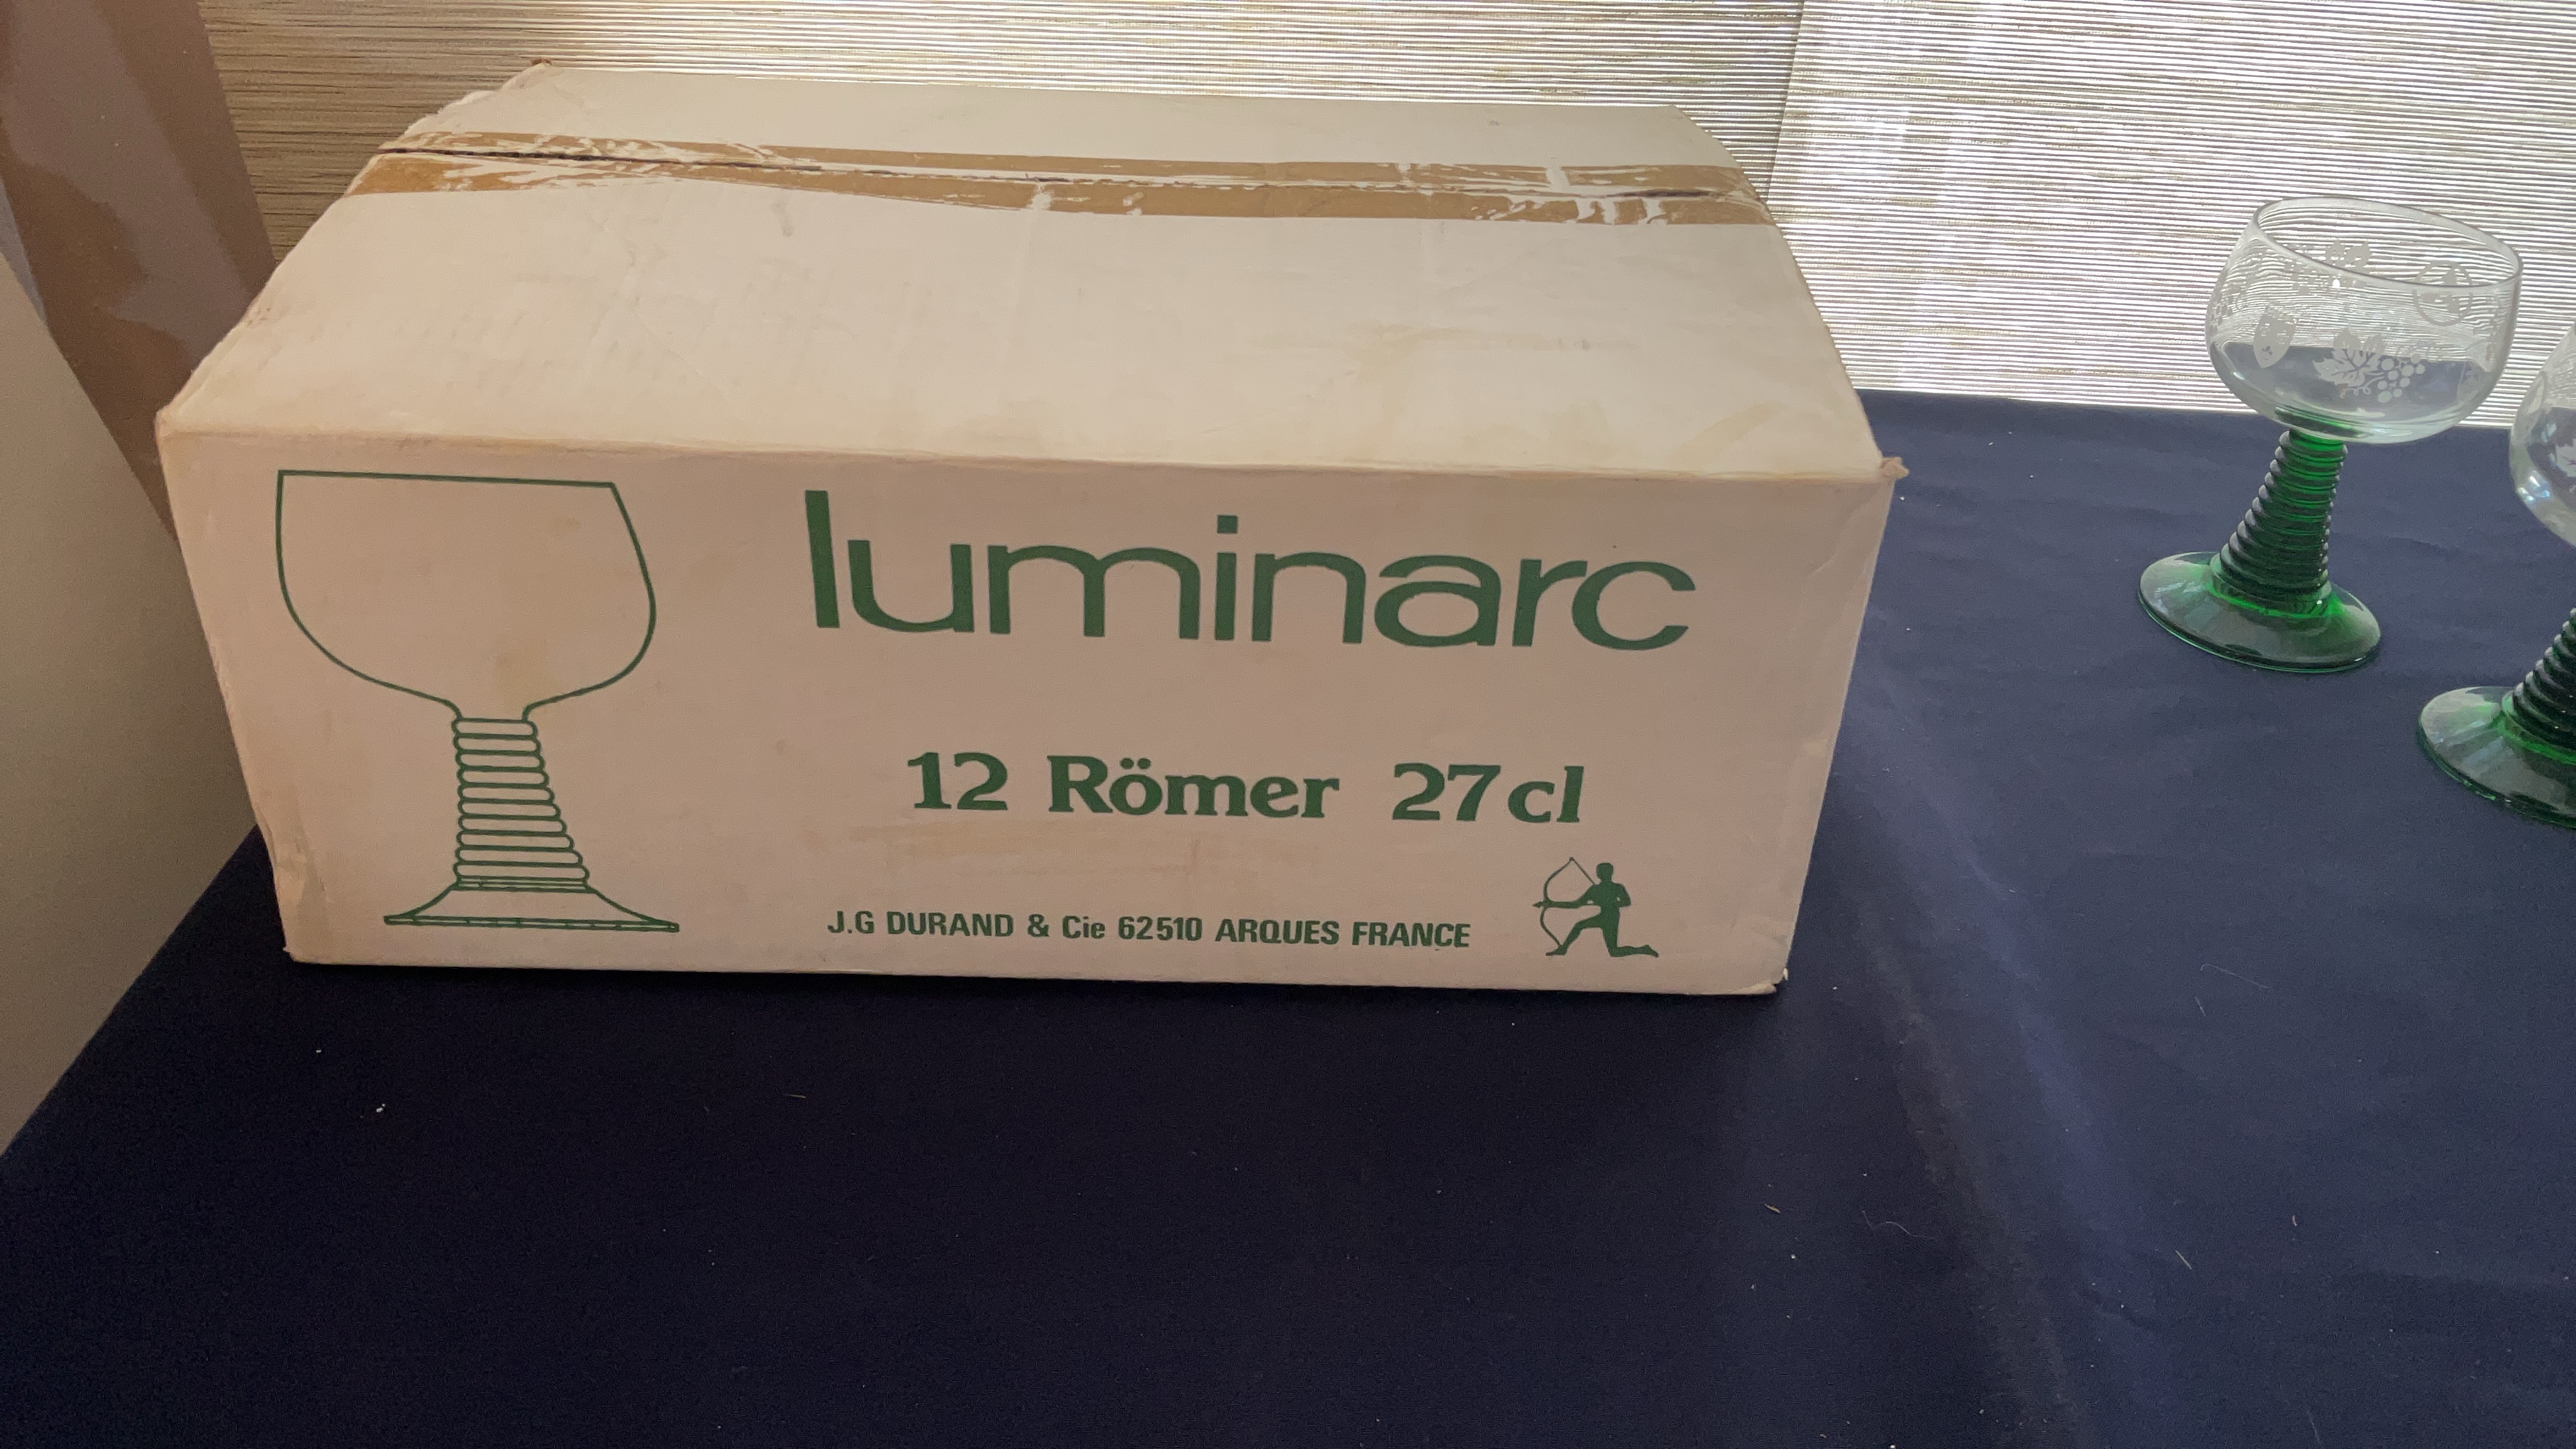 luminarc
12 Römer 27cl
J.G DURAND & Cie 62510 ARQUES FRANCE